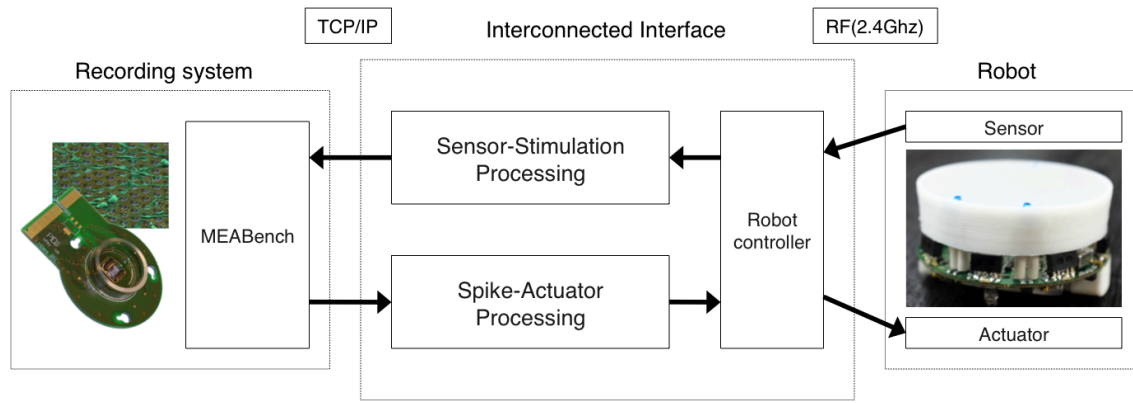 TCP/IP
Interconnected Interface
RF(2.4Ghz)
Recording system
Robot
MEABench
Sensor-Stimulation
Processing
Spike-Actuator
Processing
Robot
controller
Sensor
Actuator